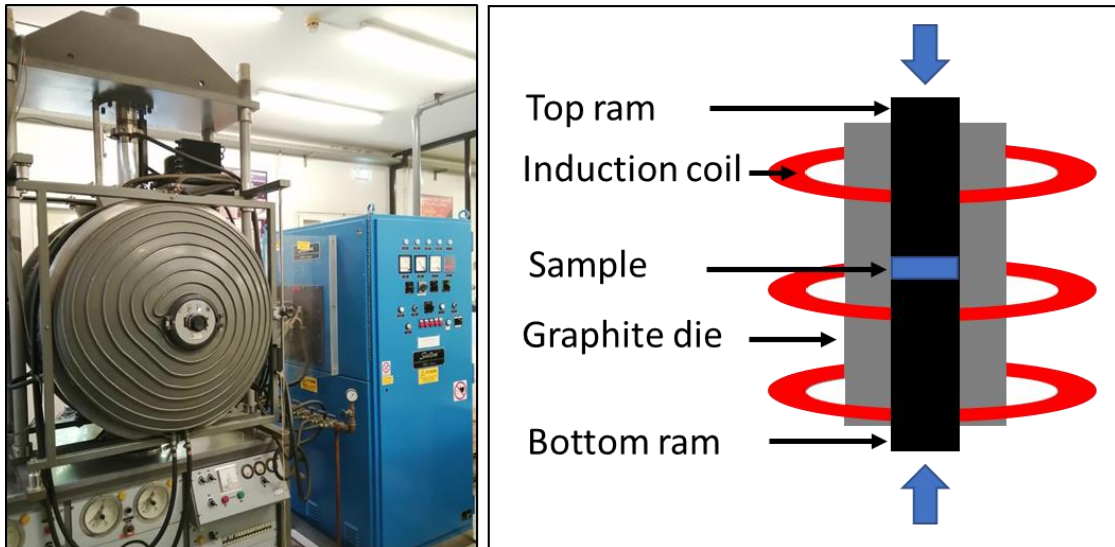 Top ram
Induction coil
Sample
Graphite die
Bottom ram